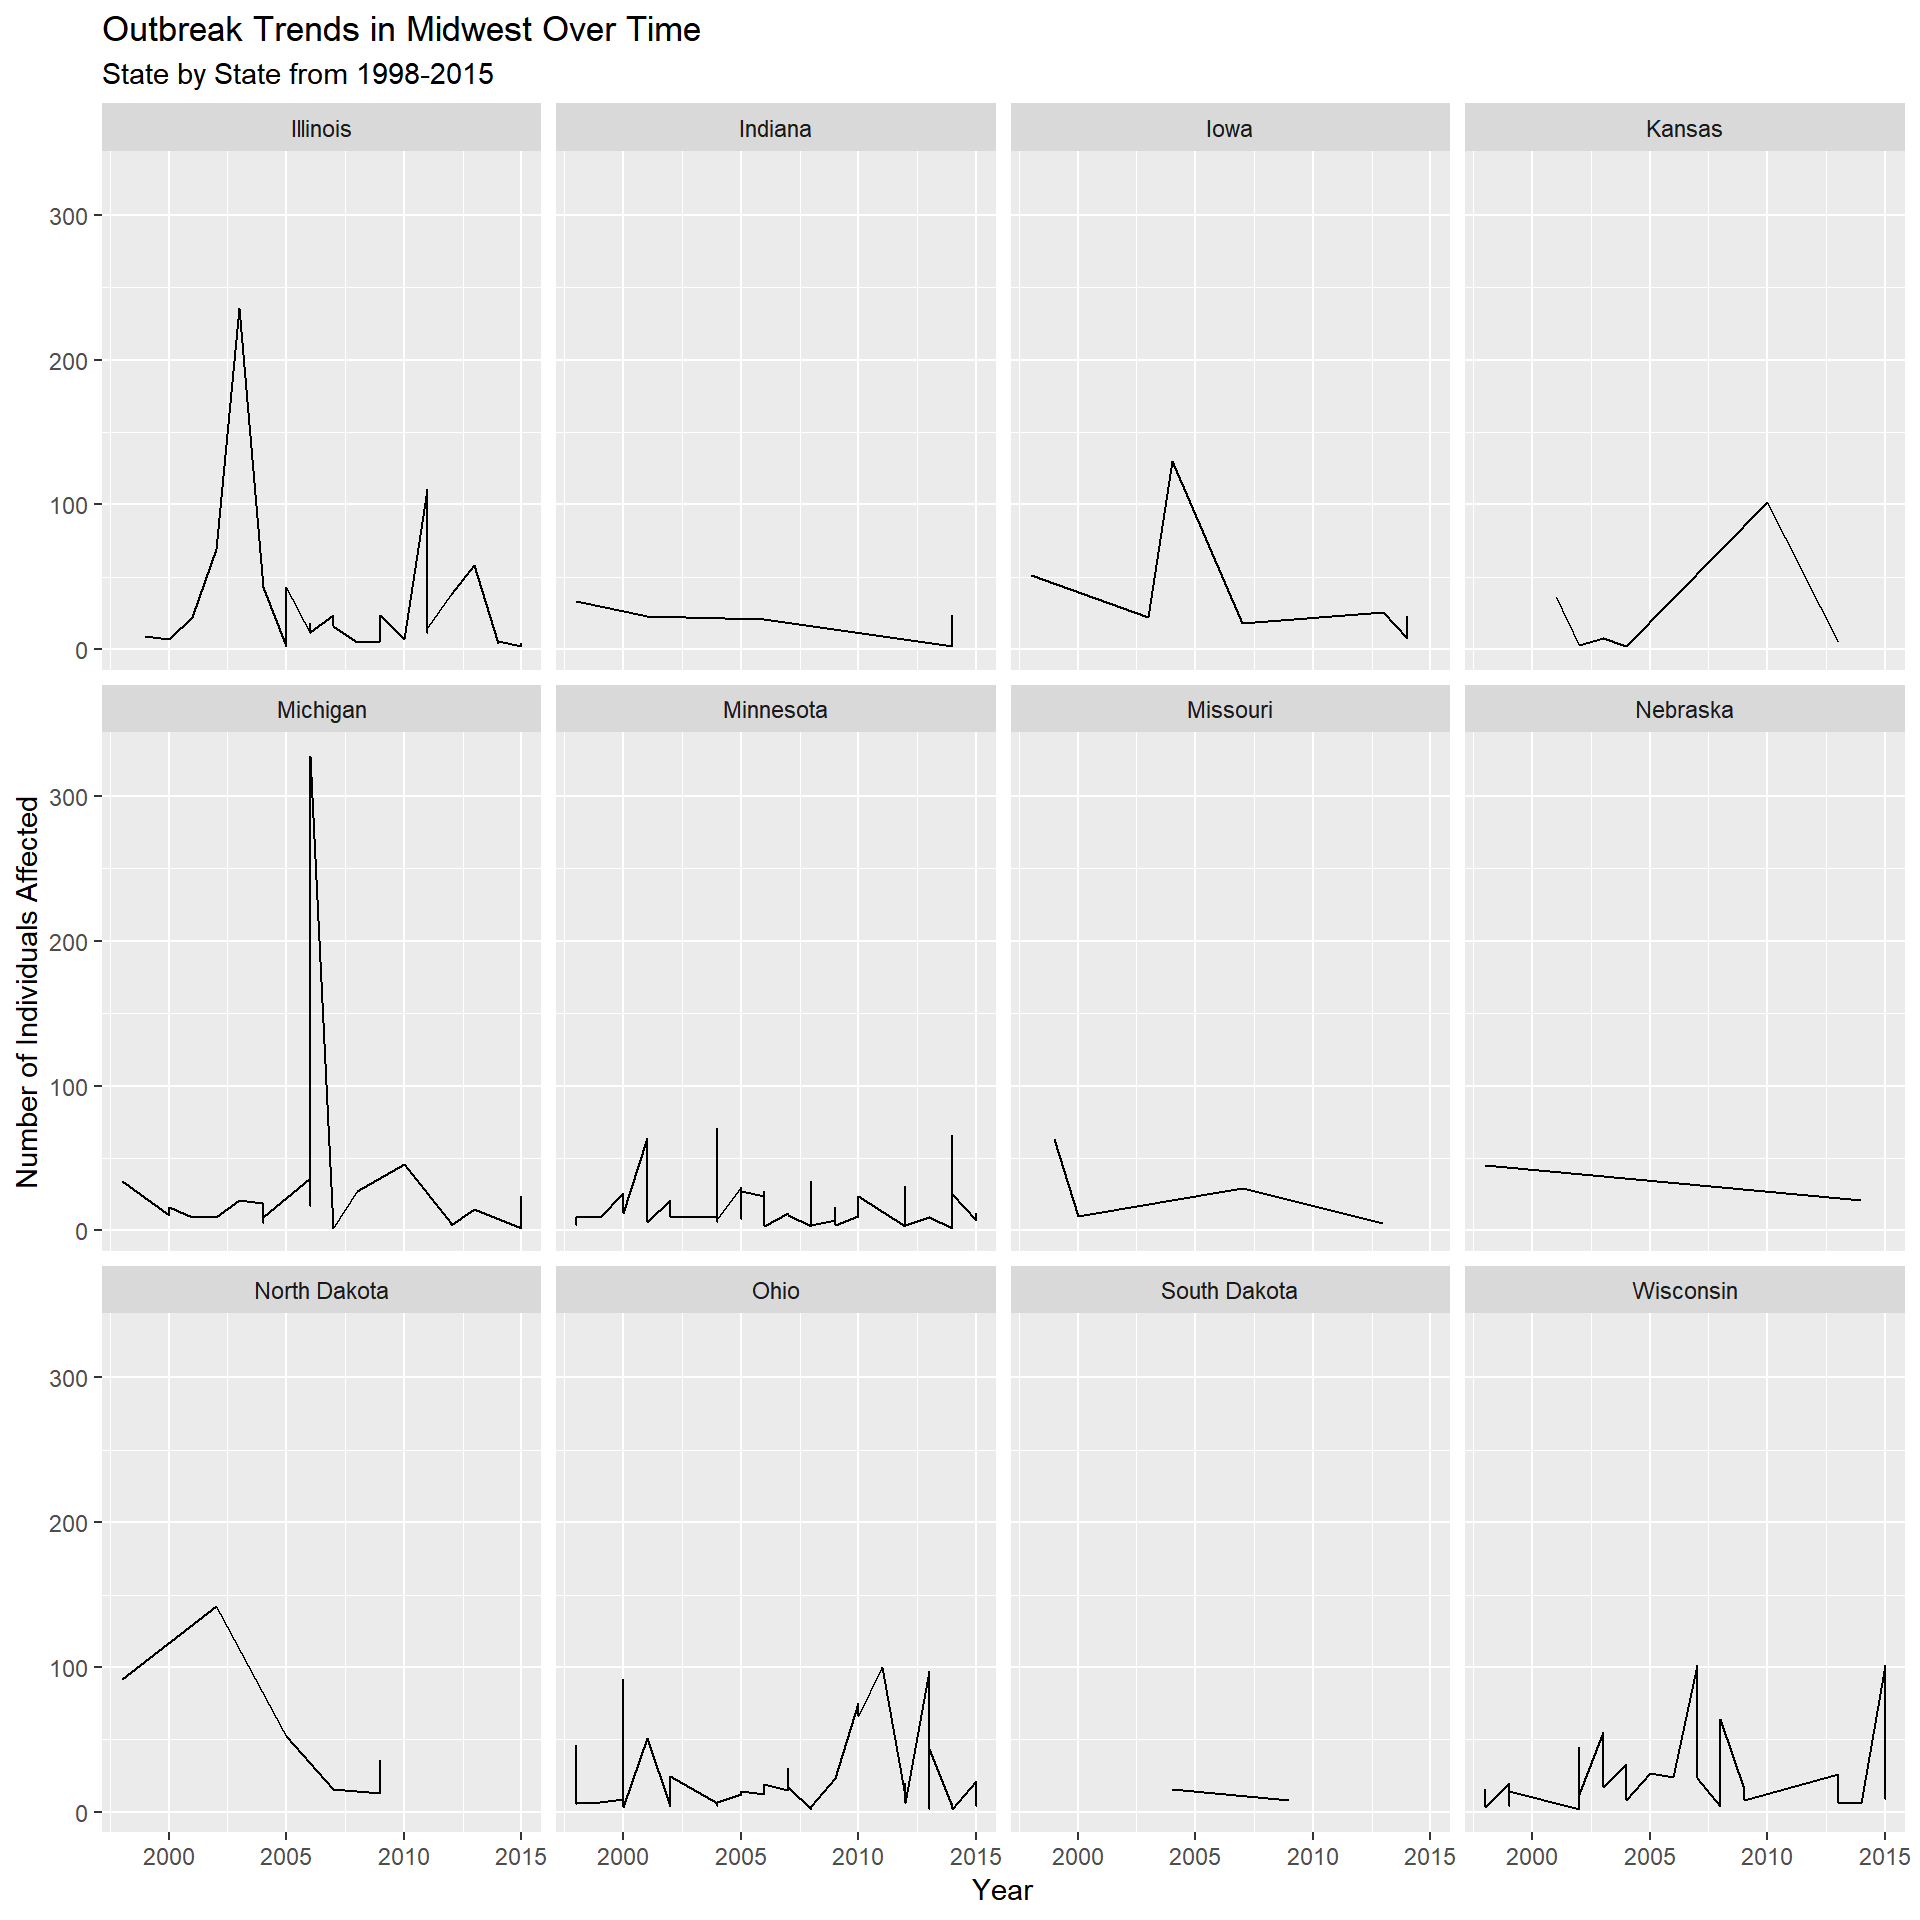 Outbreak Trends in Midwest Over Time
State by State from 1998-2015
Illinois
Indiana
Iowa
Kansas
300
200
100
0
Michigan
Minnesota
Missouri
Nebraska
300
200
100
0
Number of Individuals Affected
North Dakota
Ohio
South Dakota
Wisconsin
300
200
100
0
2000 2005 2010 2015 2000 2005 2010 2015 2000 2005 2010 2015 2000 2005 2010 2015
Year